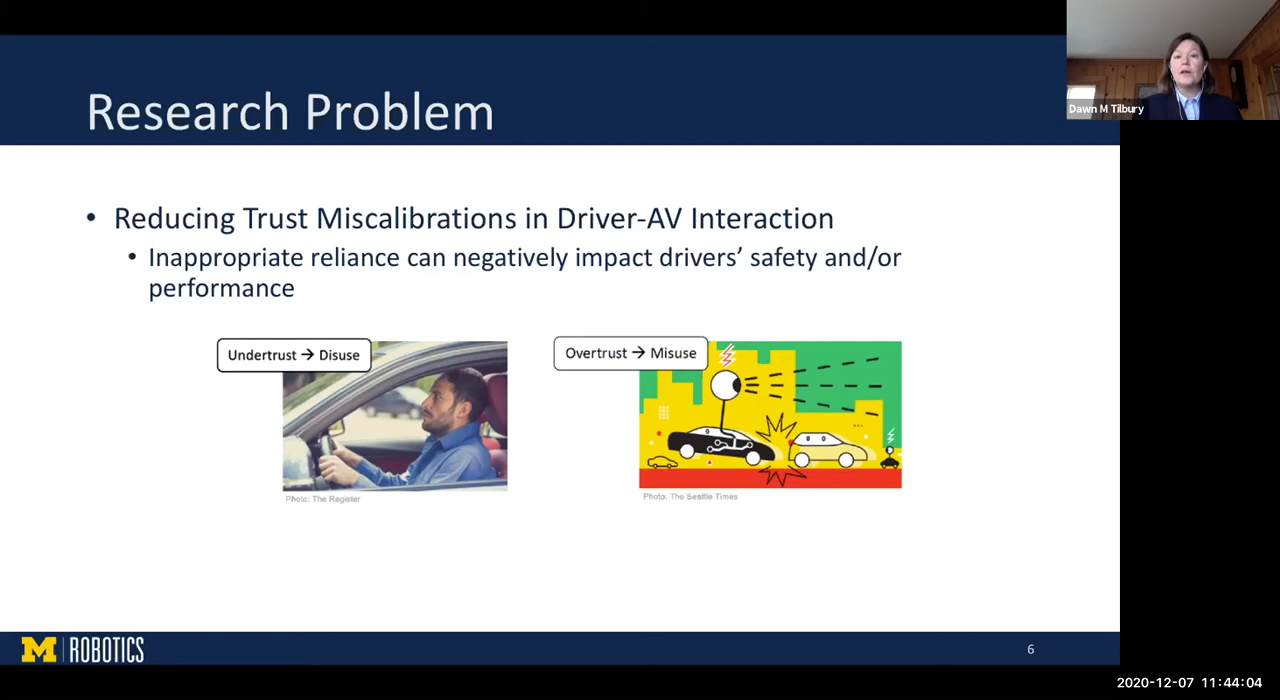 Research Problem
Dawn M Tilbury
• Reducing Trust Miscalibrations in Driver-AV Interaction
• Inappropriate reliance can negatively impact drivers’ safety and/or
performance
Undertrust → Disuse
Overtrust → Misuse
Photo: The Register
Photo: The Seattle Times
M | ROBOTICS
6
2020-12-07 11:44:04